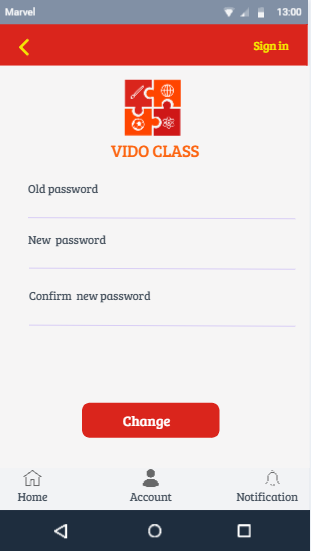 Marvel 13:00
Sign in
VIDO CLASS
Old password
New password
Confirm new password
Change
Home Account Notification